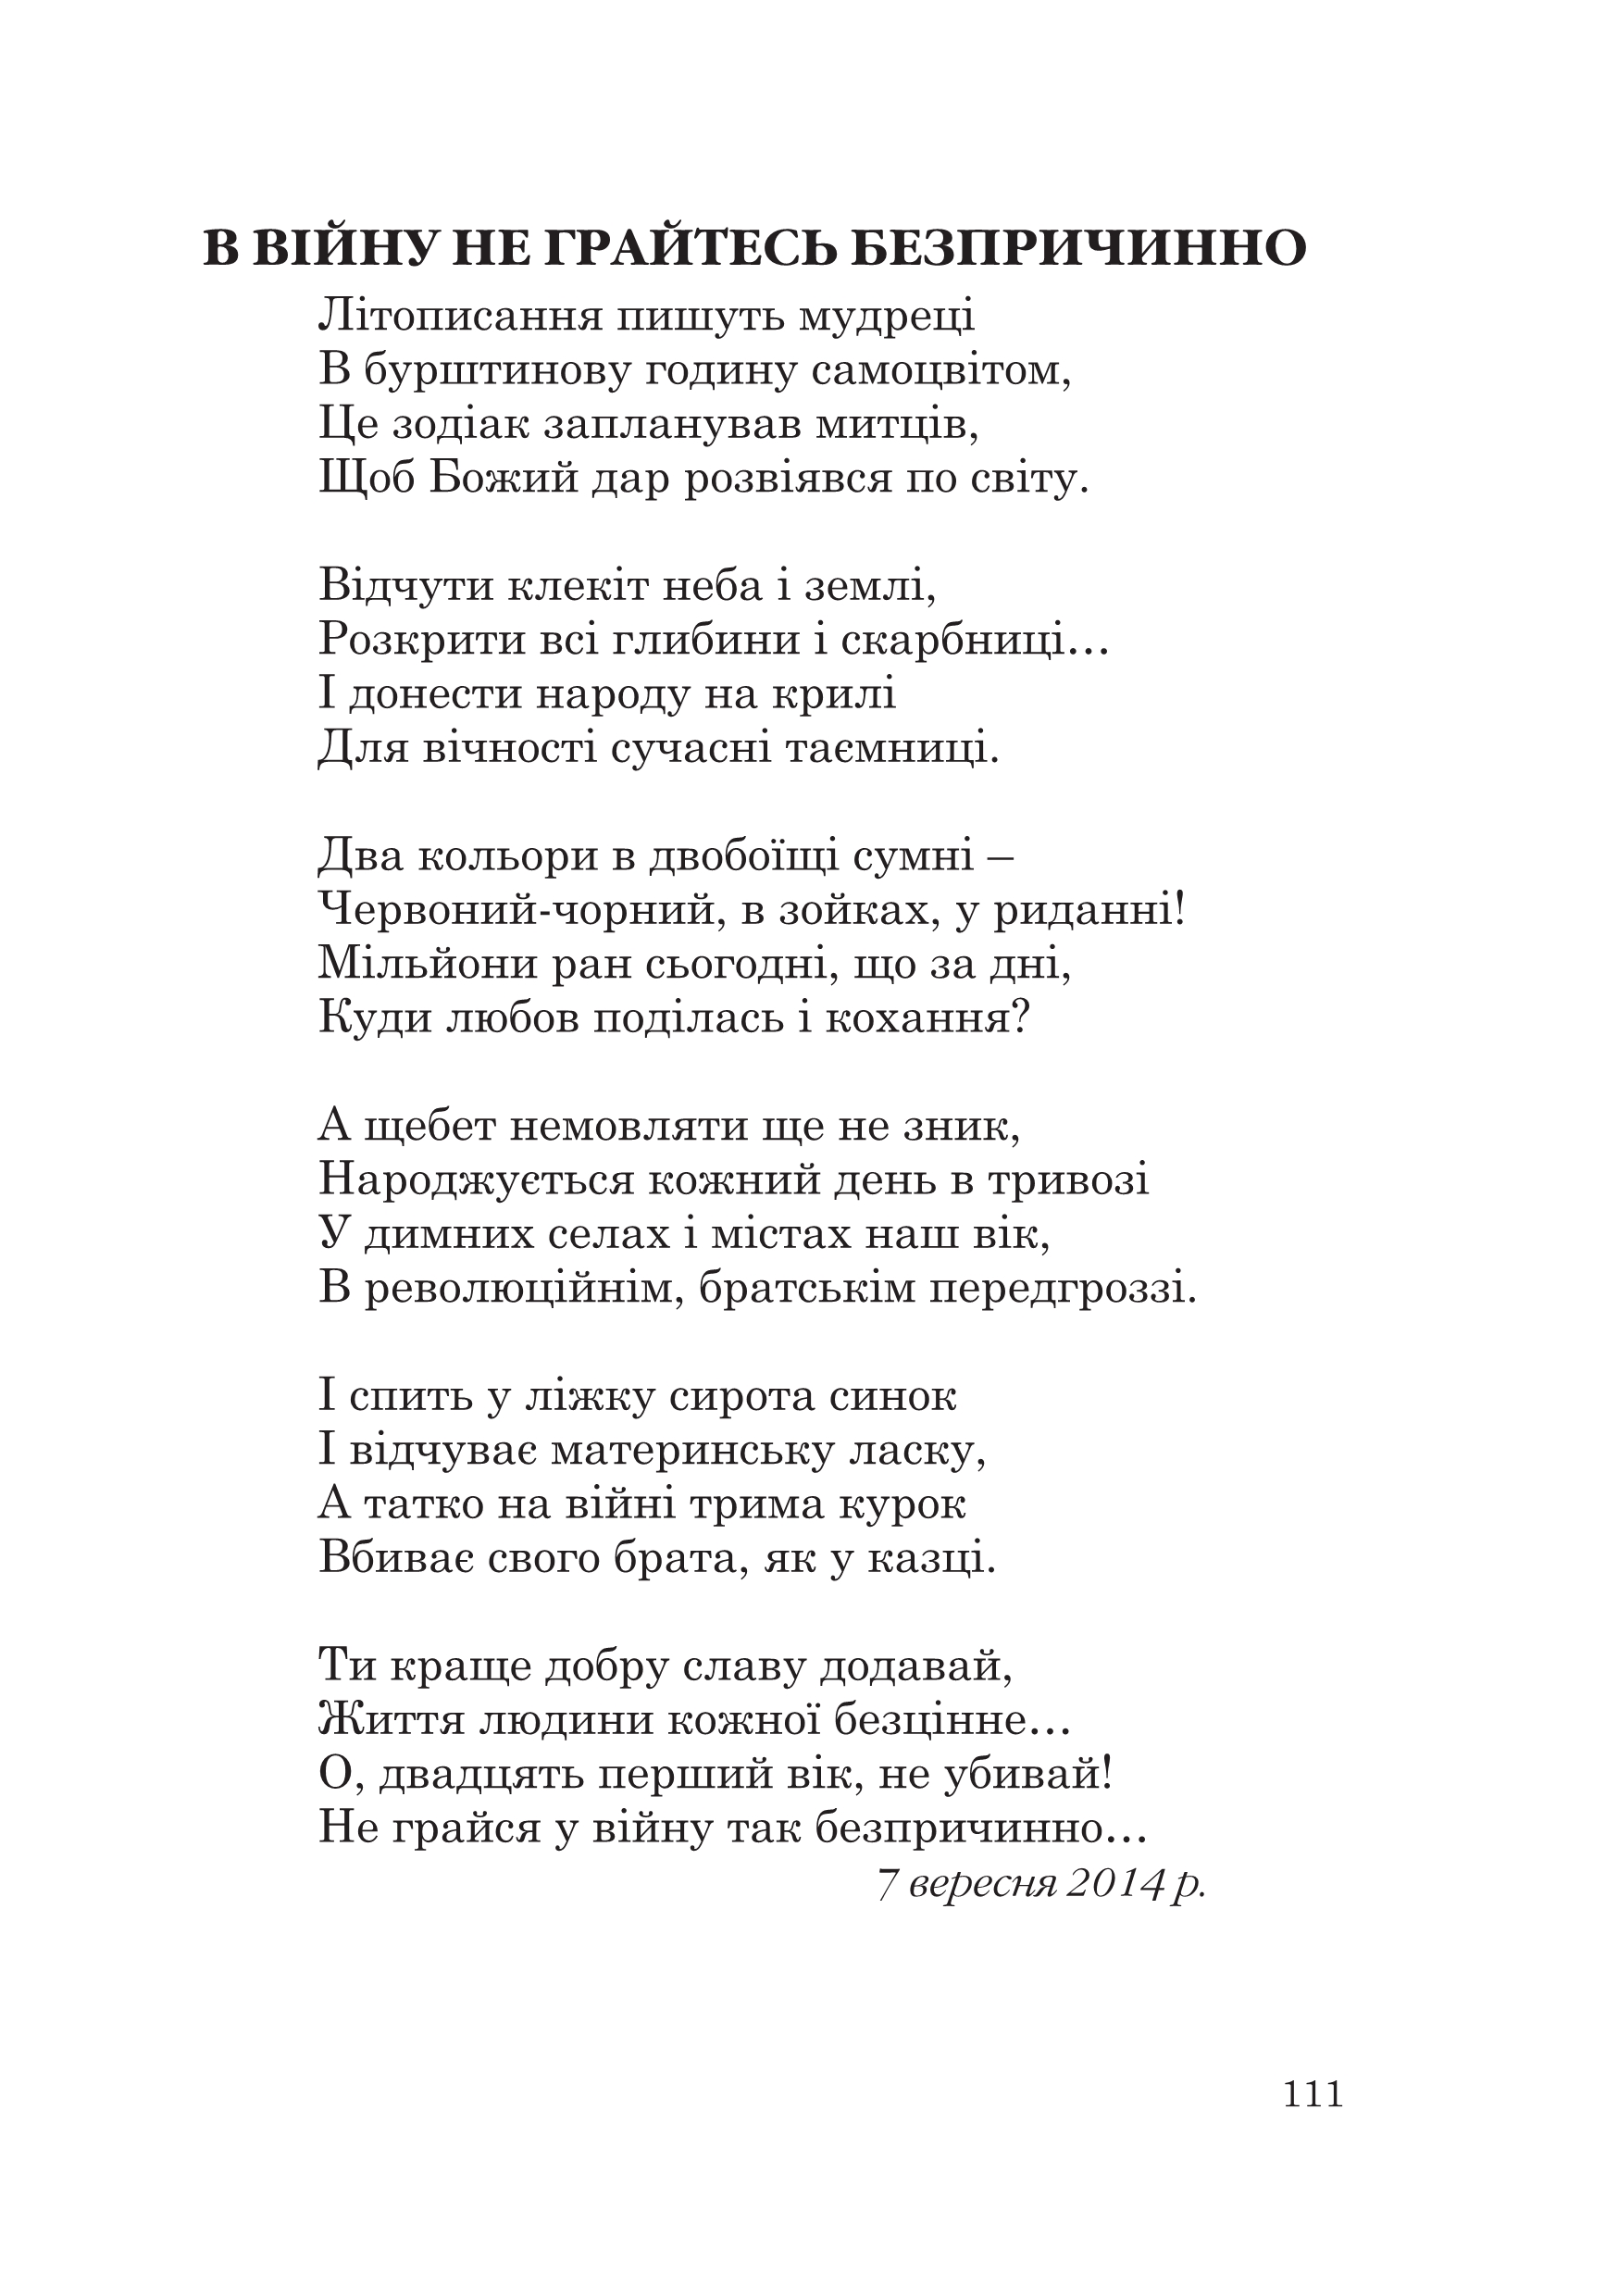 В ВІЙНУ НЕ ГРАЙТЕСЬ БЕЗПРИЧИННО
Літописання пишуть мудреці
В бурштинову годину самоцвітом,
Це зодіак запланував митців,
Щоб Божий дар розвіявся по світу.
Відчути клекіт неба і землі,
Розкрити всі глибини і скарбниці...
І донести народу на крилі
Для вічності сучасні таємниці.
Два кольори в двобоїщі сумні –
Червоний-чорний, в зойках, у риданні!
Мільйони ран сьогодні, що за дні,
Куди любов поділась і кохання?
А щебет немовляти ще не зник,
Народжується кожний день в тривозі
У димних селах і містах наш вік,
В революційнім, братськім передгроззі.
І спить у ліжку сирота синок
І відчуває материнську ласку,
А татко на війні трима курок
Вбиває свого брата, як у казці.
Ти краще добру славу додавай,
Життя людини кожної безцінне...
О, двадцять перший вік, не убивай!
Не грайся у війну так безпричинно...
7 вересня 2014 р.
111